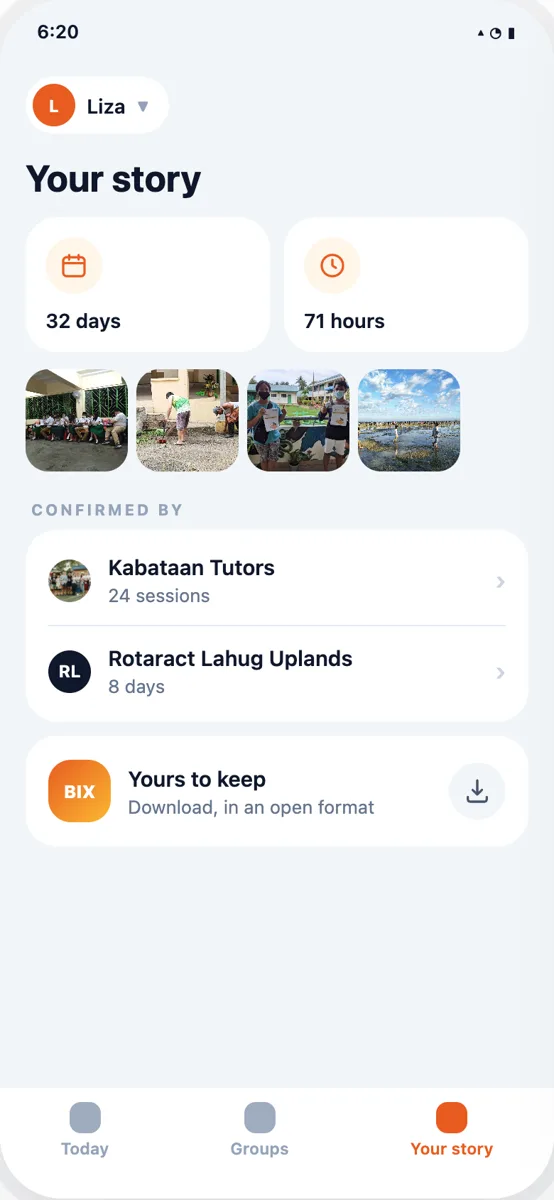 6:20
L
Liza
Your story
32 days
71 hours
CONFIRMED BY
Kabataan Tutors
24 sessions
RL
Rotaract Lahug Uplands
8 days
BIX
Yours to keep
Download, in an open format
Today
Groups
Your story